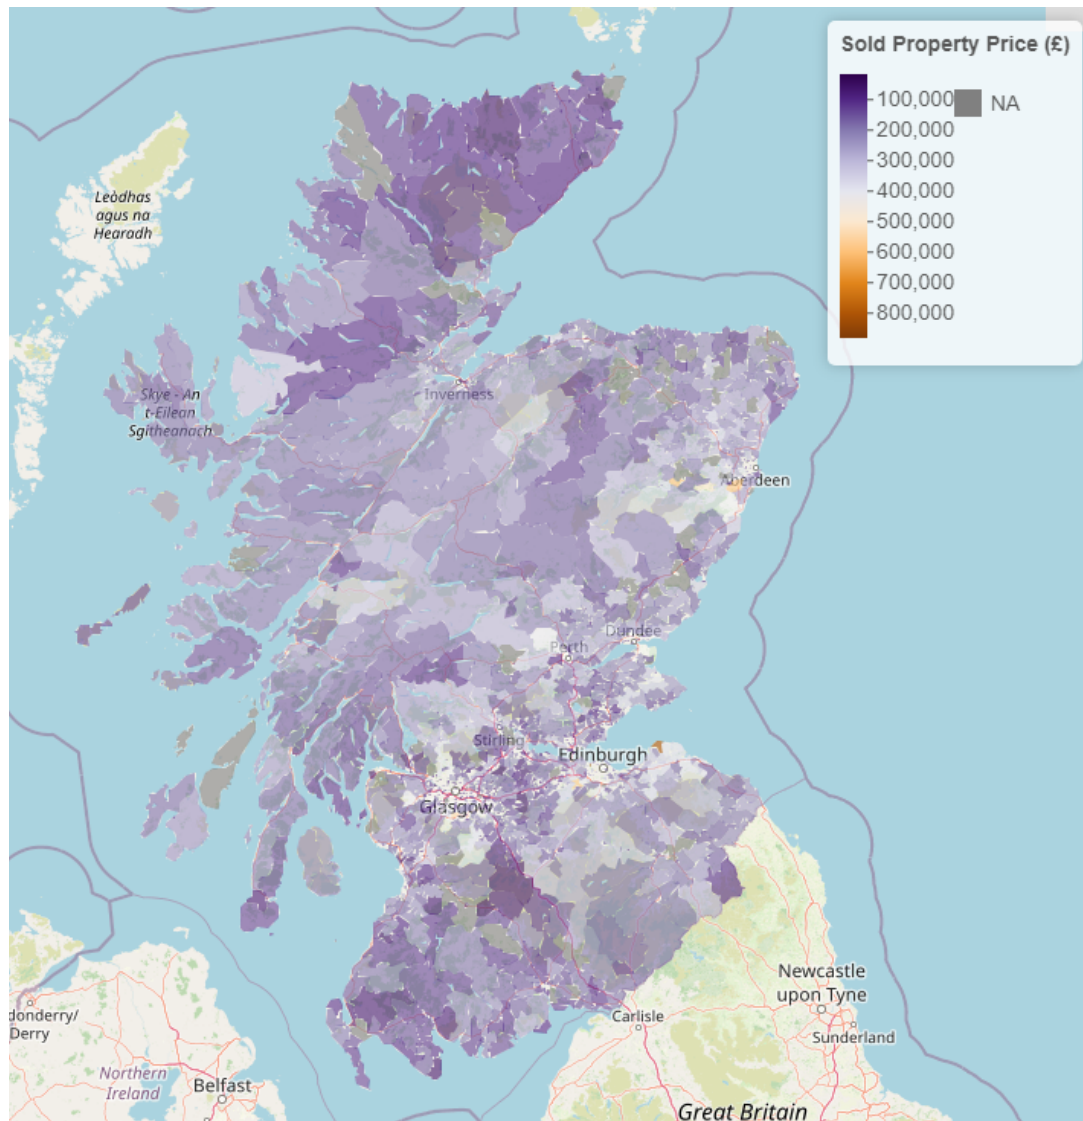 Sold Property Price (£)
100,000
NA
200,000
300,000
400,000
500,000
600,000
700,000
800,000
Leòdhas
agus na
Hearadh
Skye - An
t-Eilean
Sgitheanach
Inverness
Aberdeen
Dundee
Perth
Stirling
Edinburgh
Glasgow
Newcastle
upon Tyne
Carlisle
Sunderland
donderry/
Derry
Northern
Ireland
Belfast
Great Britain